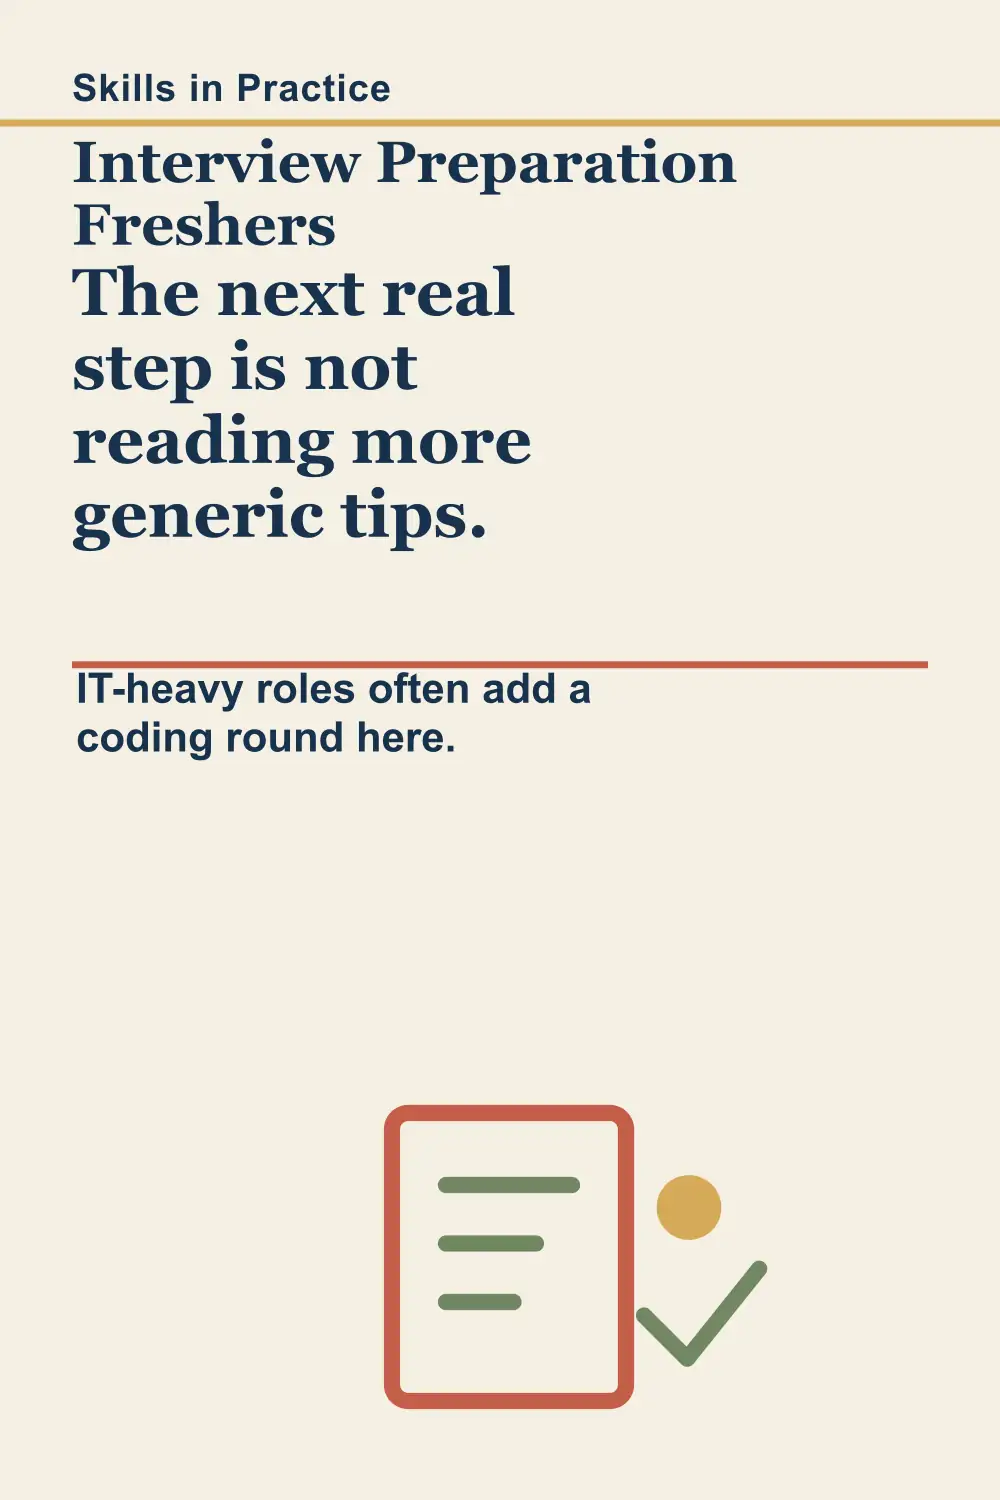 Skills in Practice
Interview Preparation
Freshers
The next real
step is not
reading more
generic tips.
IT-heavy roles often add a
coding round here.